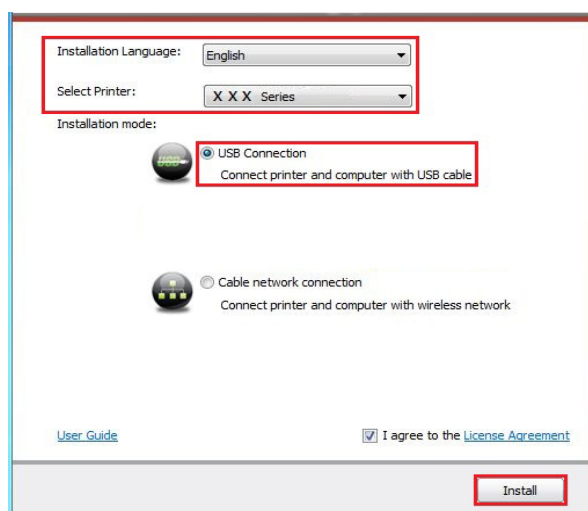 Installation Language: English
Select Printer: X X X Series
Installation mode:
USB Connection
Connect printer and computer with USB cable
Cable network connection
Connect printer and computer with wireless network
User Guide I agree to the License Agreement
Install